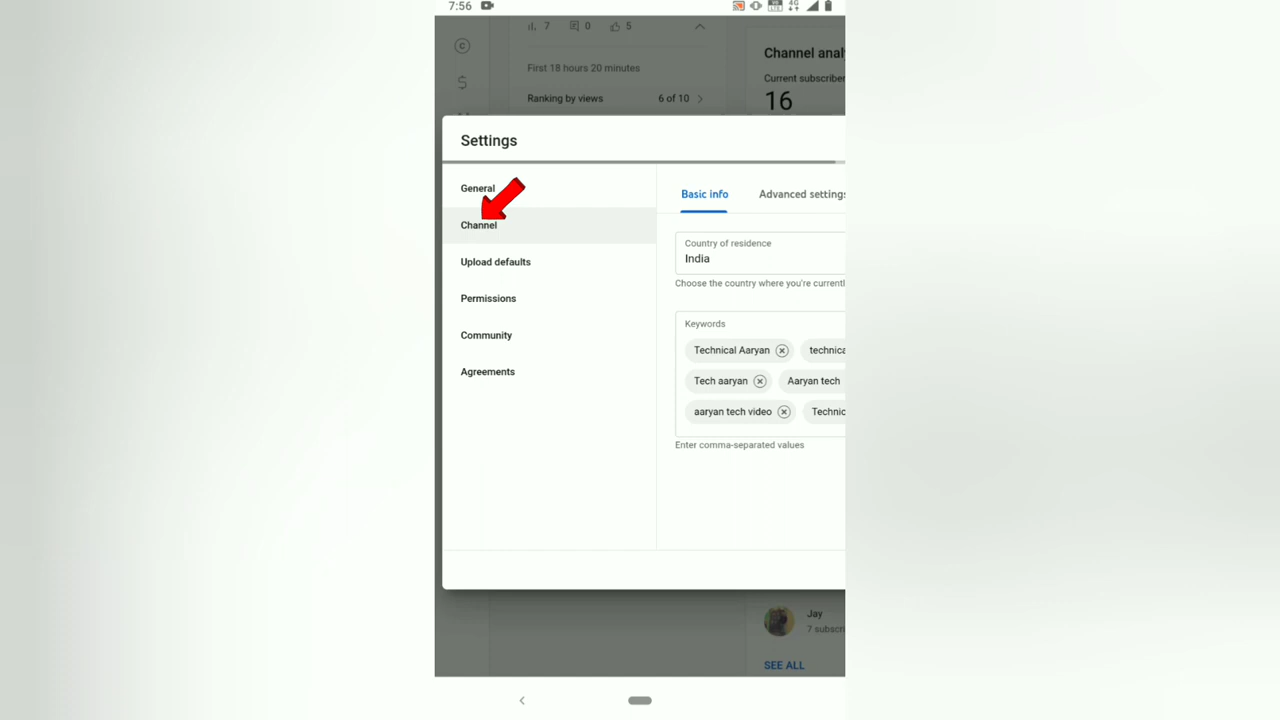 7:56
4G
7 0 5
First 18 hours 20 minutes
Ranking by views 6 of 10
Channel anal
Current subscriber
16
Settings
General
Channel
Upload defaults
Permissions
Community
Agreements
Basic info Advanced settings
Country of residence
India
Choose the country where you're currentl
Keywords
Technical Aaryan technica
Tech aaryan Aaryan tech
aaryan tech video Technic
Enter comma-separated values
Jay
7 subscri
SEE ALL